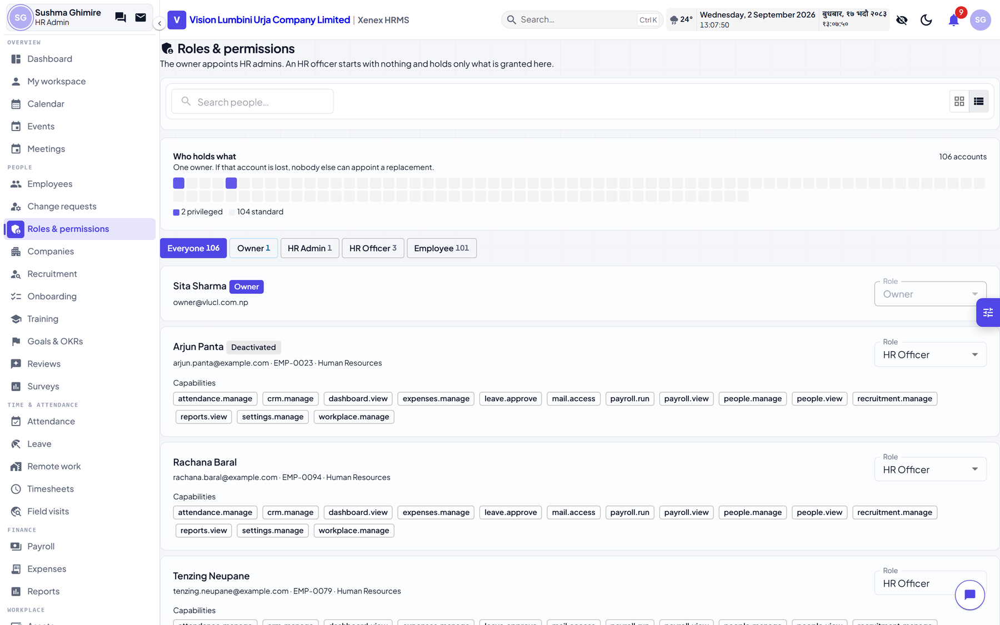 SG
Sushma Ghimire
HR Admin
V
Vision Lumbini Urja Company Limited | Xenex HRMS
Search...
Ctrl K
24°
Wednesday, 2 September 2026
13:07:50
बुधबार, १७ भदौ २०८३
१३:०७:५०
9
SG
OVERVIEW
Dashboard
My workspace
Calendar
Events
Meetings
PEOPLE
Employees
Change requests
Roles & permissions
Companies
Recruitment
Onboarding
Training
Goals & OKRs
Reviews
Surveys
TIME & ATTENDANCE
Attendance
Leave
Remote work
Timesheets
Field visits
FINANCE
Payroll
Expenses
Reports
WORKPLACE
Roles & permissions
The owner appoints HR admins. An HR officer starts with nothing and holds only what is granted here.
Search people...
Who holds what
106 accounts
One owner. If that account is lost, nobody else can appoint a replacement.
2 privileged 104 standard
Everyone 106 Owner 1 HR Admin 1 HR Officer 3 Employee 101
Sita Sharma Owner
owner@vlucl.com.np
Role
Owner
Arjun Panta Deactivated
arjun.panta@example.com · EMP-0023 · Human Resources
Role
HR Officer
Capabilities
attendance.manage crm.manage dashboard.view expenses.manage leave.approve mail.access payroll.run payroll.view people.manage people.view recruitment.manage
reports.view settings.manage workplace.manage
Rachana Baral
rachana.baral@example.com · EMP-0094 · Human Resources
Role
HR Officer
Capabilities
attendance.manage crm.manage dashboard.view expenses.manage leave.approve mail.access payroll.run payroll.view people.manage people.view recruitment.manage
reports.view settings.manage workplace.manage
Tenzing Neupane
tenzing.neupane@example.com · EMP-0079 · Human Resources
Role
HR Officer
Capabilities